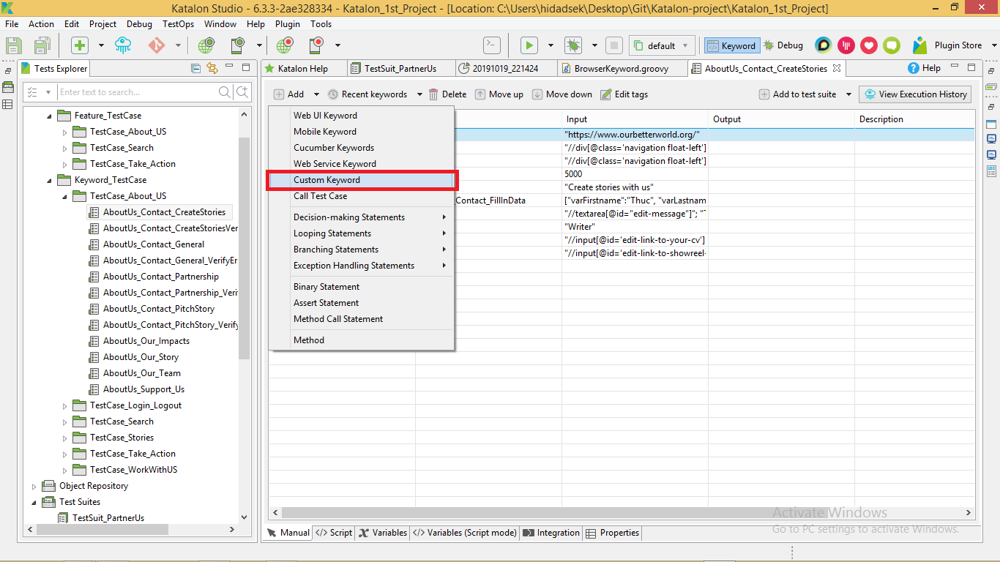 Katalon Studio - 6.3.3-2ae328334 - Katalon_1st_Project - [Location: C:\Users\hidadsek\Desktop\Git\Katalon-project\Katalon_1st_Project]
File Action Edit Project Debug TestOps Window Help Plugin Tools
default Keyword Debug Plugin Store
Tests Explorer
Enter text to search...
Feature_TestCase
TestCase_About_US
TestCase_Search
TestCase_Take_Action
Keyword_TestCase
TestCase_About_US
AboutUs_Contact_CreateStories
AboutUs_Contact_CreateStoriesVer
AboutUs_Contact_General
AboutUs_Contact_General_VerifyEr
AboutUs_Contact_Partnership
AboutUs_Contact_Partnership_Veri
AboutUs_Contact_PitchStory
AboutUs_Contact_PitchStory_Verify
AboutUs_Our_Impacts
AboutUs_Our_Story
AboutUs_Our_Team
AboutUs_Support_Us
TestCase_Login_Logout
TestCase_Search
TestCase_Stories
TestCase_Take_Action
TestCase_WorkWithUS
Object Repository
Test Suites
TestSuit_PartnerUs
Katalon Help TestSuit_PartnerUs 20191019_221424 BrowserKeyword.groovy AboutUs_Contact_CreateStories Help
Add Recent keywords Delete Move up Move down Edit tags Add to test suite View Execution History
Web UI Keyword
Mobile Keyword
Cucumber Keywords
Web Service Keyword
Custom Keyword
Call Test Case
Decision-making Statements
Looping Statements
Branching Statements
Exception Handling Statements
Binary Statement
Assert Statement
Method Call Statement
Method
Input Output Description
"https://www.ourbetterworld.org/"
"//div[@class='navigation float-left']
"//div[@class='navigation float-left']
5000
"Create stories with us"
_Contact_FillInData ["varFirstname":"Thuc", "varLastnam
"//textarea[@id="edit-message"]"; "
"Writer"
"//input[@id='edit-link-to-your-cv']
"//input[@id='edit-link-to-showreel-
Activate Windows
Go to PC settings to activate Windows.
Manual Script Variables Variables (Script mode) Integration Properties